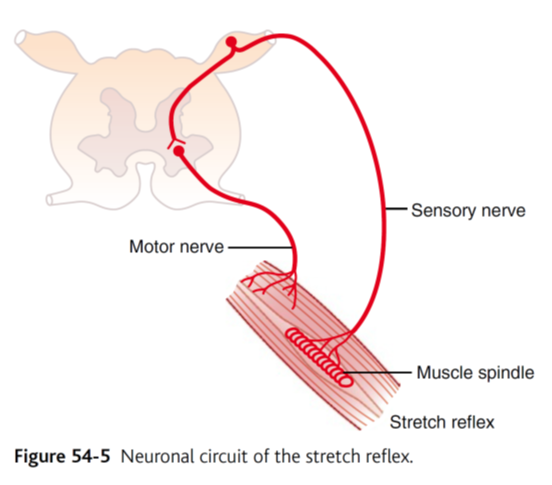 Sensory nerve
Motor nerve
Muscle spindle
Stretch reflex
Figure 54-5 Neuronal circuit of the stretch reflex.